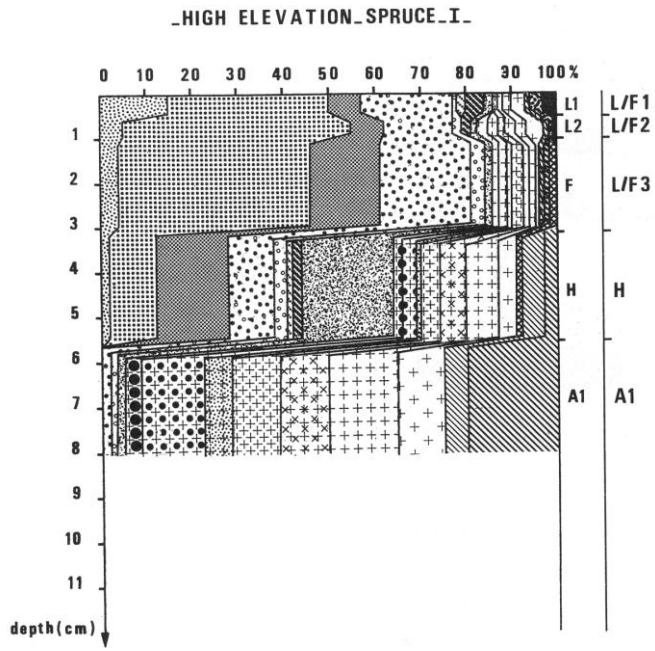 _HIGH ELEVATION_SPRUCE_I_
0 10 20 30 40 50 60 70 80 90 100%
L1 L/F1
1 L2 L/F2
2 F L/F3
3
4 H H
5
6
7 A1 A1
8
9
10
11
depth(cm)